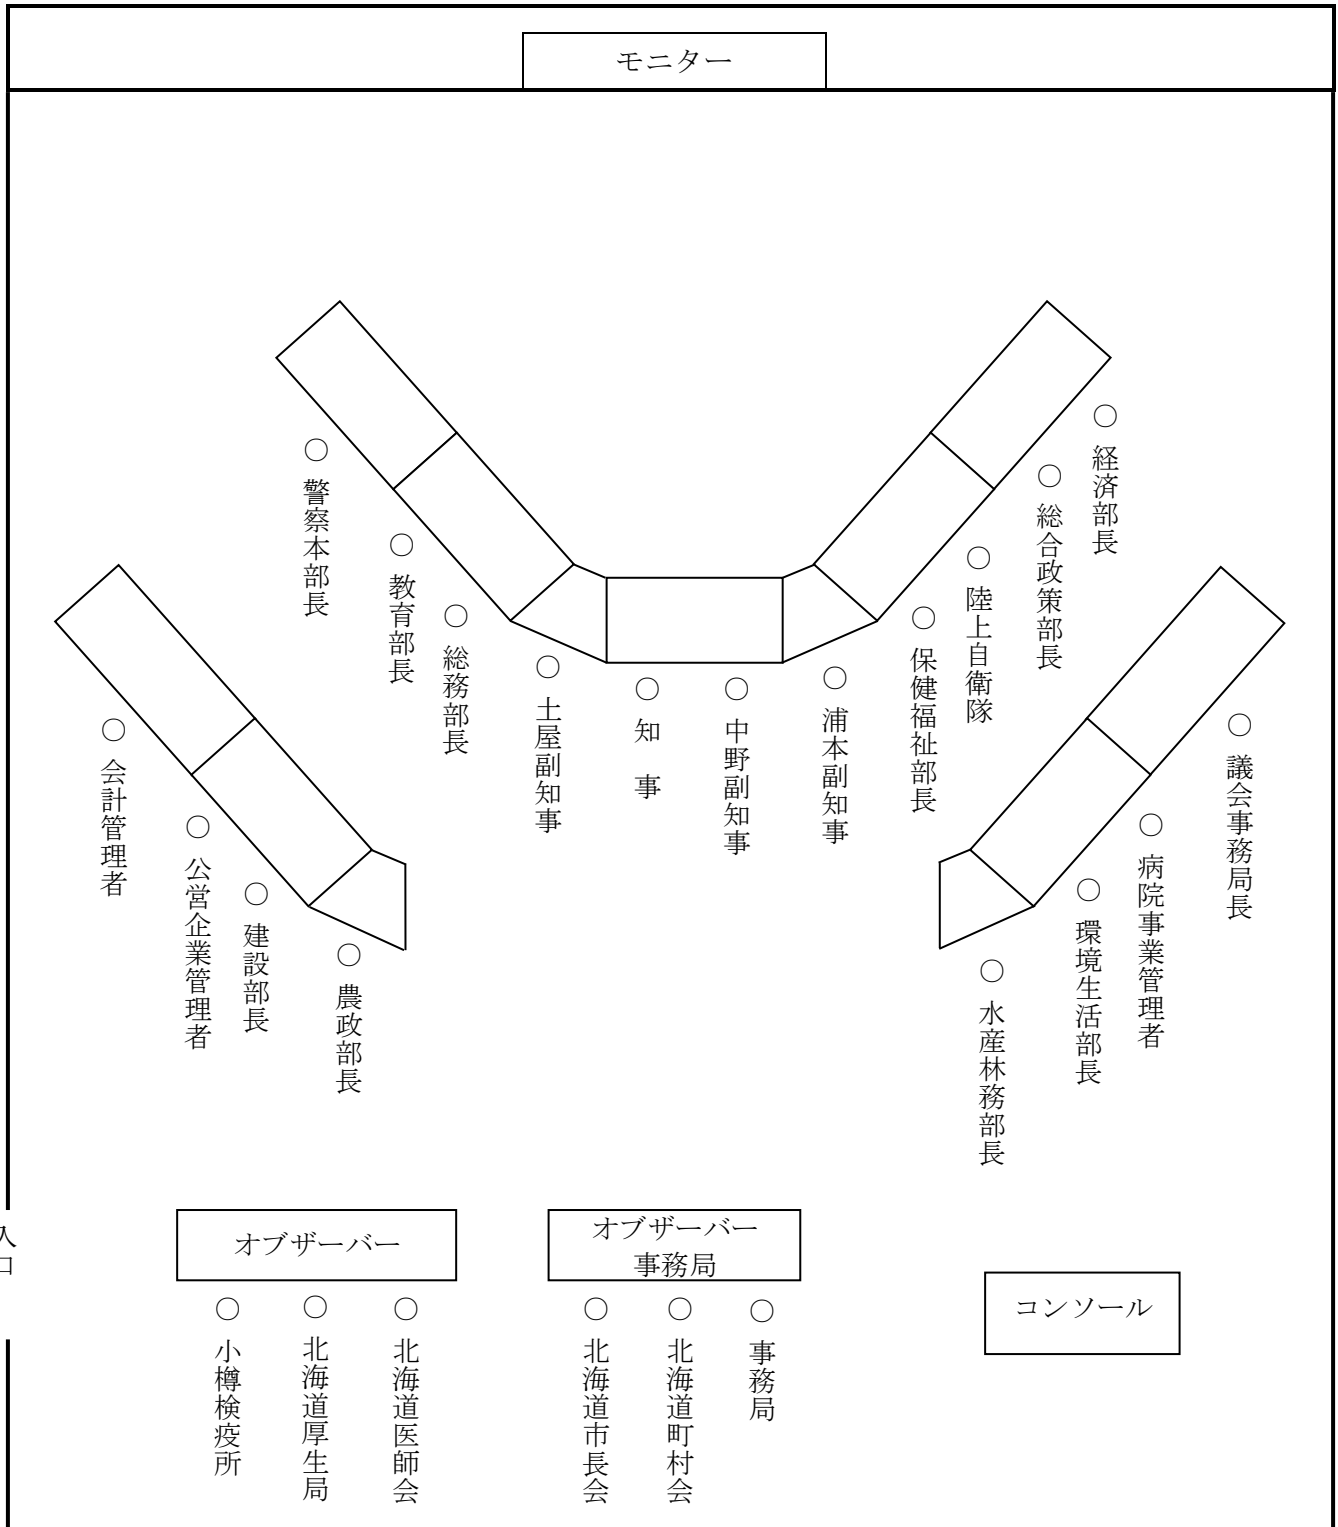 モニター
○ 警察本部長
○ 教育部長
○ 総務部長
○ 土屋副知事
○ 知　事
○ 中野副知事
○ 浦本副知事
○ 保健福祉部長
○ 陸上自衛隊
○ 総合政策部長
○ 経済部長
○ 会計管理者
○ 公営企業管理者
○ 建設部長
○ 農政部長
○ 水産林務部長
○ 環境生活部長
○ 病院事業管理者
○ 議会事務局長
入口
オブザーバー
○ 小樽検疫所
○ 北海道厚生局
○ 北海道医師会
オブザーバー
事務局
○ 北海道市長会
○ 北海道町村会
○ 事務局
コンソール